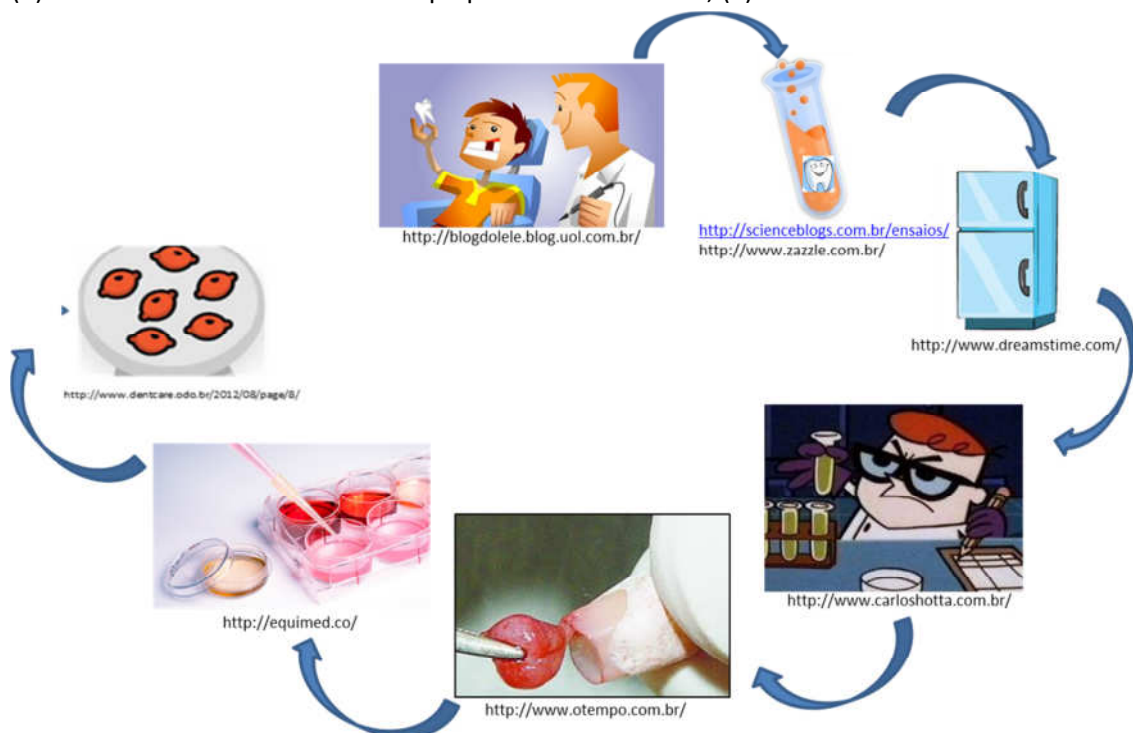 http://blogdolele.blog.uol.com.br/
http://scienceblogs.com.br/ensaios/
http://www.zazzle.com.br/
http://www.dreamstime.com/
http://www.dentcare.odo.br/2012/08/page/8/
http://www.carloshotta.com.br/
http://equimed.co/
http://www.otempo.com.br/